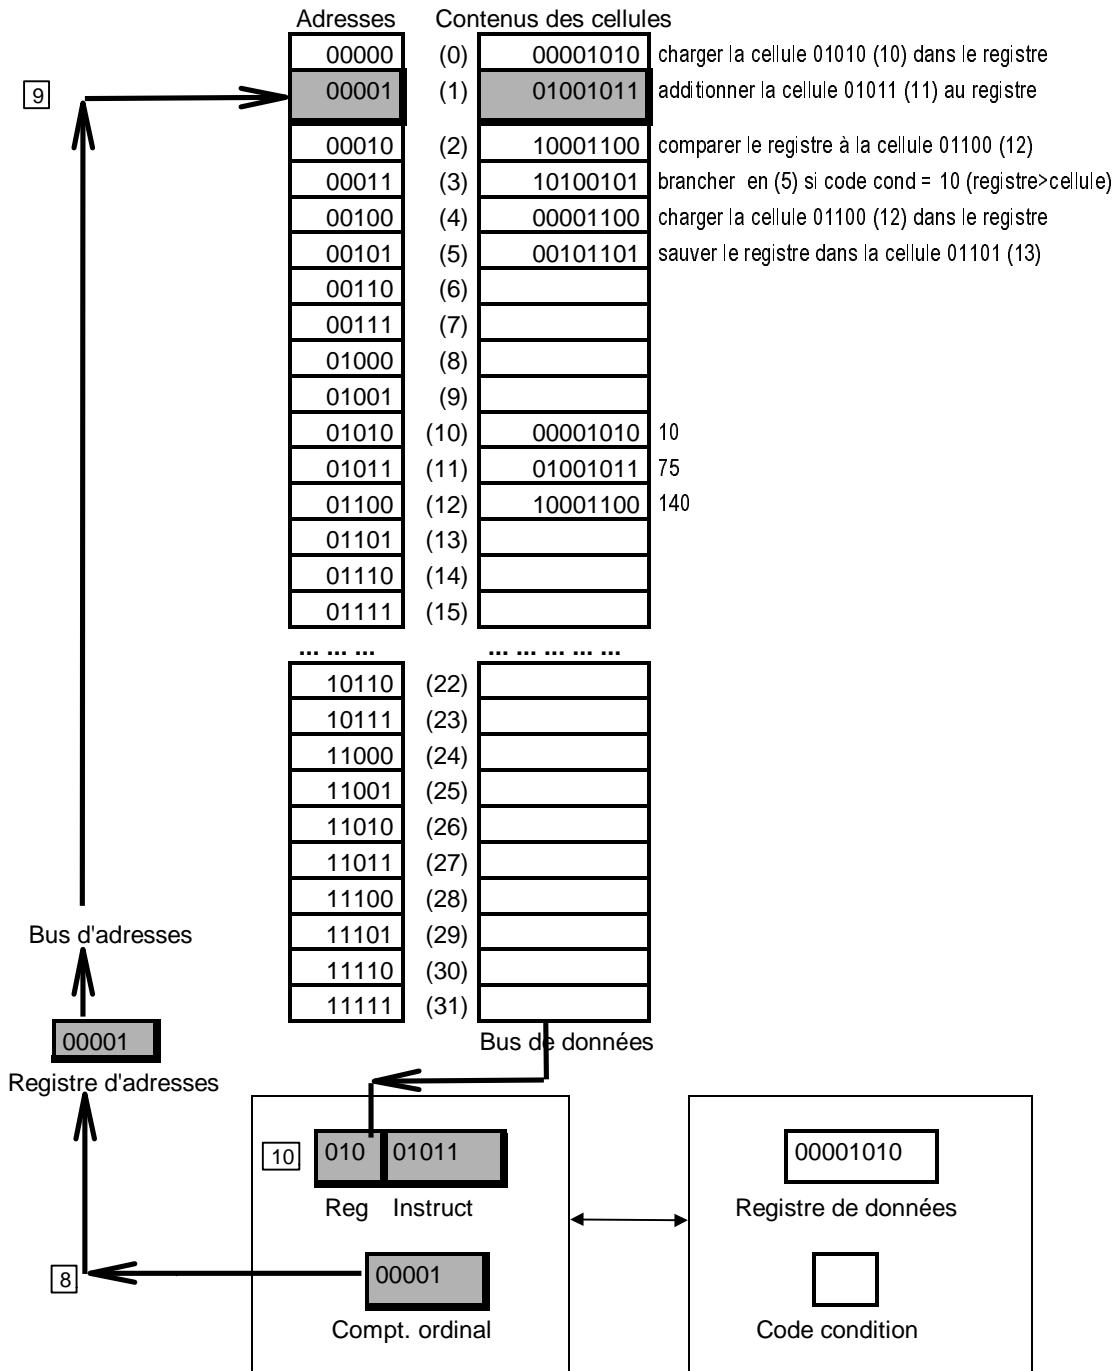 Adresses Contenus des cellules
00000 (0) 00001010 charger la cellule 01010 (10) dans le registre
9 00001 (1) 01001011 additionner la cellule 01011 (11) au registre
00010 (2) 10001100 comparer le registre à la cellule 01100 (12)
00011 (3) 10100101 brancher en (5) si code cond = 10 (registre>cellule)
00100 (4) 00001100 charger la cellule 01100 (12) dans le registre
00101 (5) 00101101 sauver le registre dans la cellule 01101 (13)
00110 (6)
00111 (7)
01000 (8)
01001 (9)
01010 (10) 00001010 10
01011 (11) 01001011 75
01100 (12) 10001100 140
01101 (13)
01110 (14)
01111 (15)
... ... ... ... ... ... ... ...
10110 (22)
10111 (23)
11000 (24)
11001 (25)
11010 (26)
11011 (27)
11100 (28)
11101 (29)
11110 (30)
11111 (31)
Bus d'adresses
00001
Registre d'adresses
Bus de données
10 010 01011
Reg Instruct
8 00001
Compt. ordinal
00001010
Registre de données
Code condition